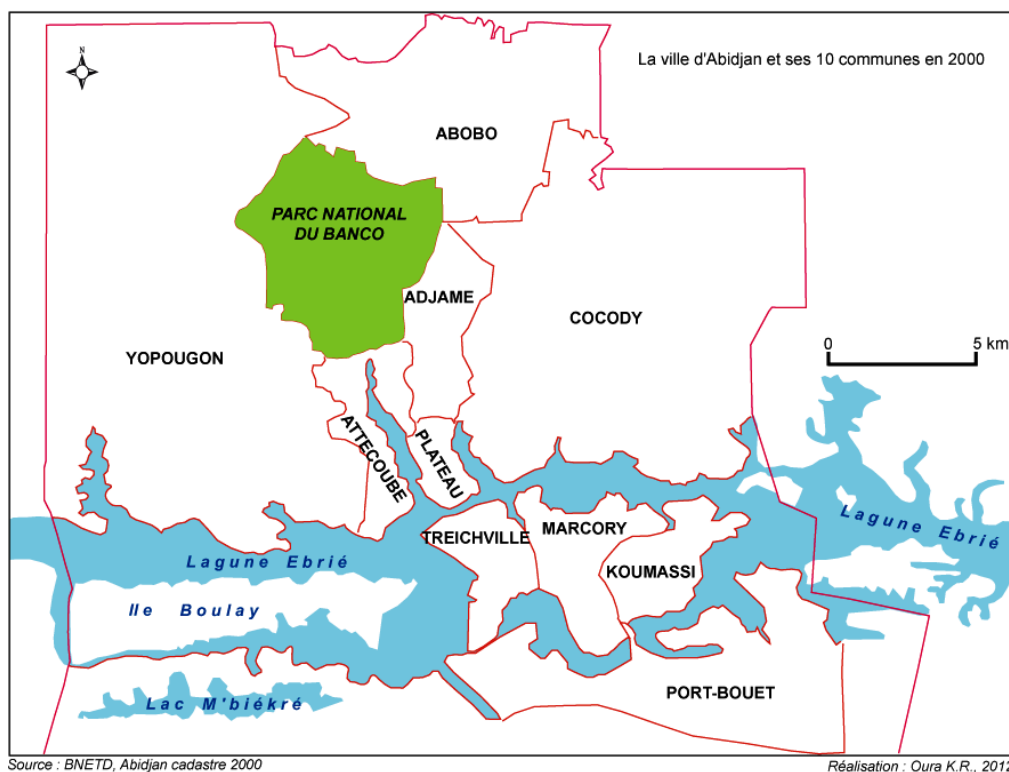 La ville d'Abidjan et ses 10 communes en 2000
N
ABOBO
PARC NATIONAL
DU BANCO
ADJAME
COCODY
YOPOUGON
0 5 km
ATTECOUBE
PLATEAU
TREICHVILLE
MARCORY
KOUMASSI
Lagune Ebrié
Lagune Ebrié
Ile Boulay
PORT-BOUET
Lac M'biékré
Source : BNETD, Abidjan cadastre 2000
Réalisation : Oura K.R., 2012